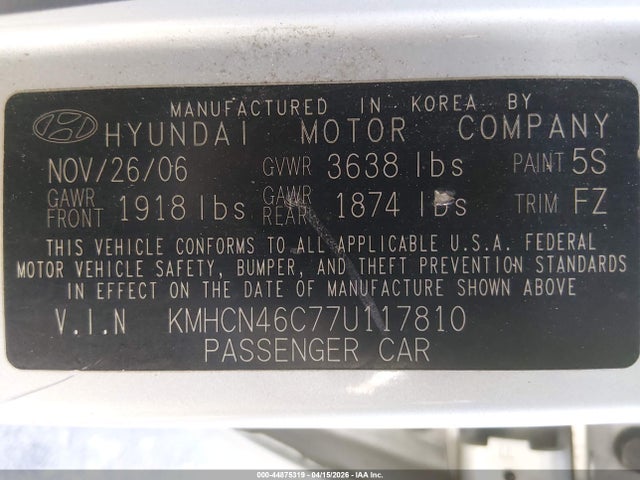 MANUFACTURED IN KOREA BY
HYUNDAI MOTOR COMPANY
NOV/26/06 GVWR 3638 lbs PAINT 5S
GAWR FRONT 1918 lbs GAWR REAR 1874 lbs TRIM FZ
THIS VEHICLE CONFORMS TO ALL APPLICABLE U.S.A. FEDERAL
MOTOR VEHICLE SAFETY, BUMPER, AND THEFT PREVENTION STANDARDS
IN EFFECT ON THE DATE OF MANUFACTURE SHOWN ABOVE
V.I.N KMHCN46C77U117810
PASSENGER CAR
000-44875319 - 04/15/2026 - IAA Inc.